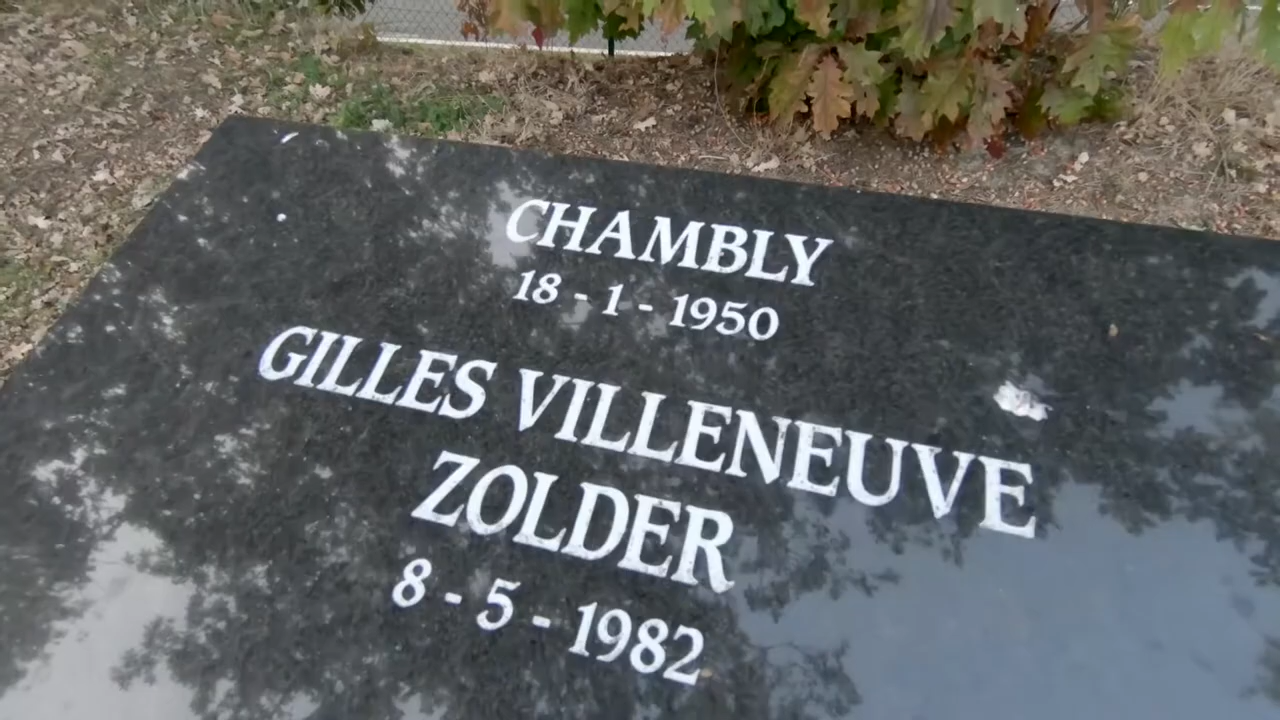 CHAMBLY
18 - 1 - 1950
GILLES VILLENEUVE
ZOLDER
8 - 5 - 1982